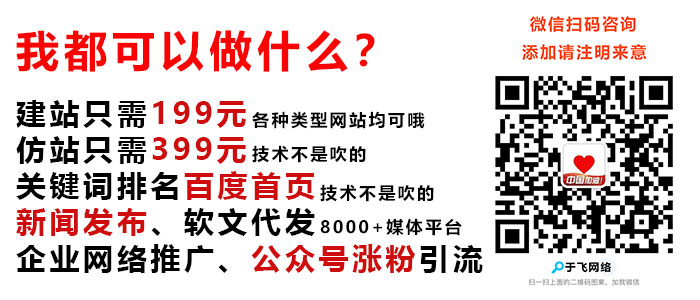 我都可以做什么？
建站只需199元 各种类型网站均可哦
仿站只需399元 技术不是吹的
关键词排名百度首页 技术不是吹的
新闻发布、软文代发 8000+媒体平台
企业网络推广、公众号涨粉引流
微信扫码咨询
添加请注明来意
中国加油!
于飞网络
扫一扫上面的二维码图案，加我微信